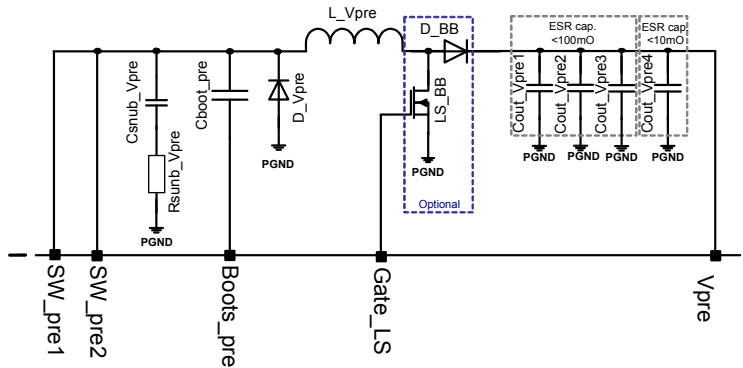 L_Vpre
D_BB
ESR cap.
<100mO
ESR cap
<10mO
Csnub_Vpre
Cboot_pre
D_Vpre
LS_BB
Cout_Vpre1
Cout_Vpre2
Cout_Vpre3
Cout_Vpre4
Rsunb_Vpre
PGND
PGND
PGND
PGND
PGND
PGND
PGND
Optional
SW_pre1
SW_pre2
Boots_pre
Gate_LS
Vpre